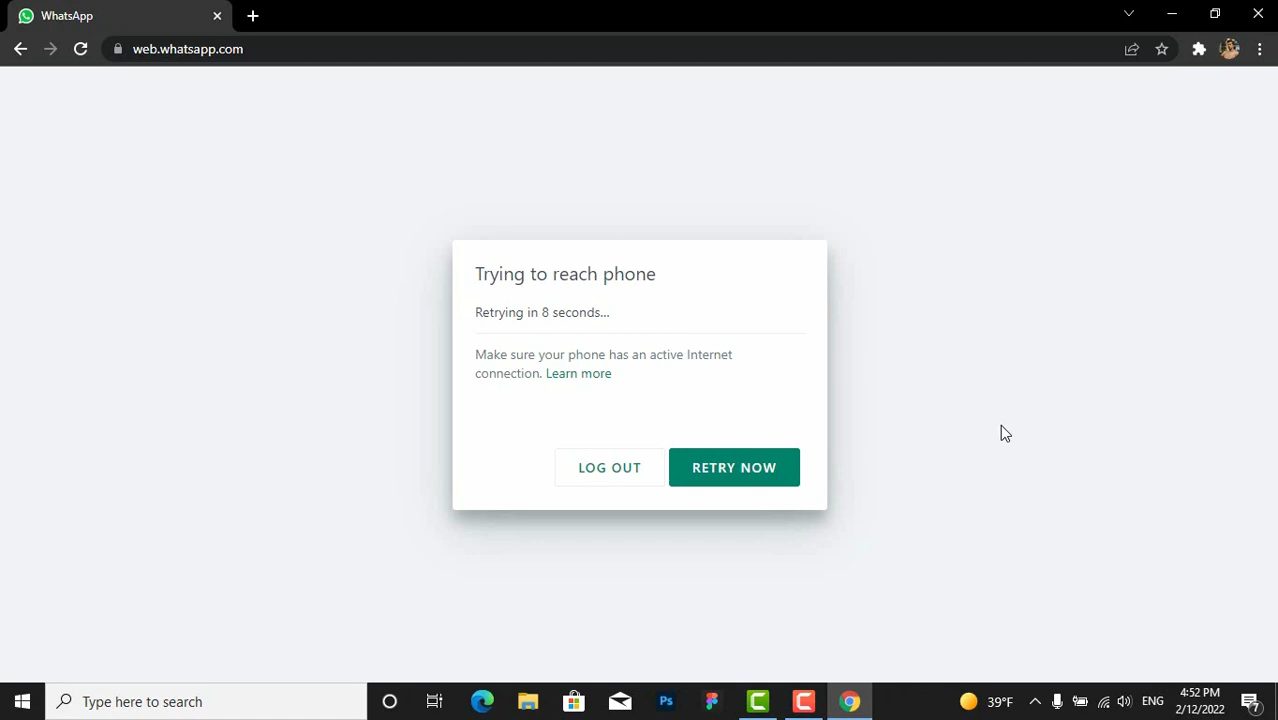 WhatsApp
web.whatsapp.com
Trying to reach phone
Retrying in 8 seconds...
Make sure your phone has an active Internet
connection. Learn more
LOG OUT
RETRY NOW
Type here to search
Ps
39°F
ENG
4:52 PM
2/12/2022
7